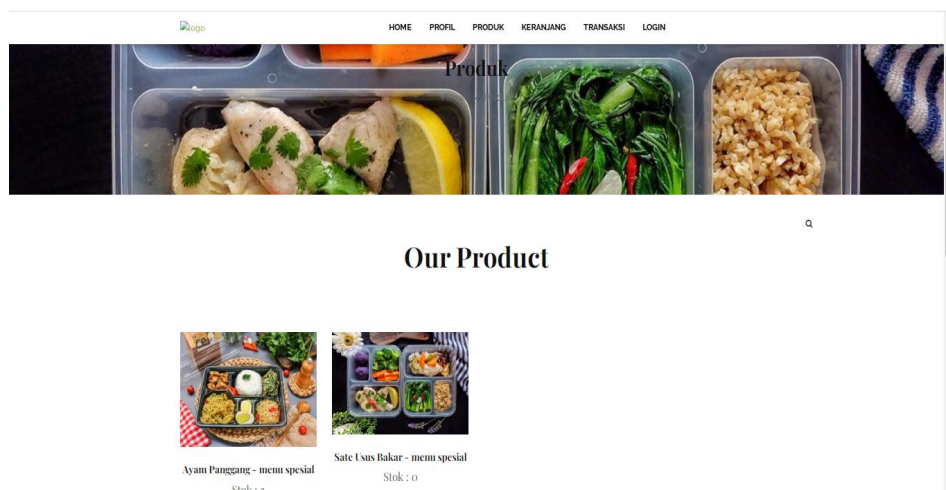 logo
HOME PROFIL PRODUK KERANJANG TRANSAKSI LOGIN
Produk
Our Product
Ayam Panggang - menu spesial
Sate Usus Bakar - menu spesial
Stok :
Stok : 0